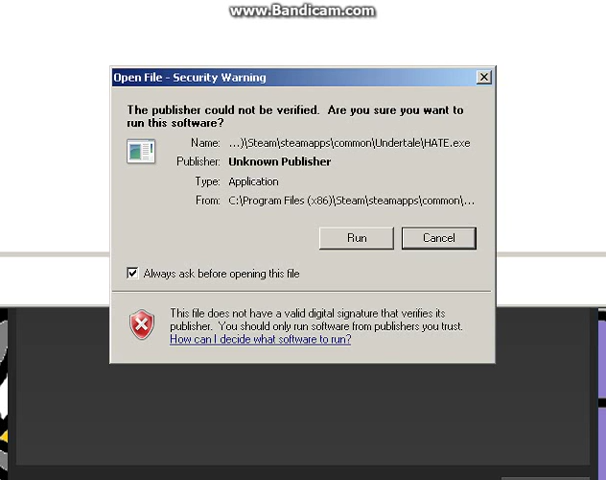 www.Bandicam.com
Open File - Security Warning
The publisher could not be verified. Are you sure you want to
run this software?
Name: ...)\Steam\steamapps\common\Undertale\HATE.exe
Publisher: Unknown Publisher
Type: Application
From: C:\Program Files (x86)\Steam\steamapps\common\...
Run Cancel
Always ask before opening this file
This file does not have a valid digital signature that verifies its
publisher. You should only run software from publishers you trust.
How can I decide what software to run?